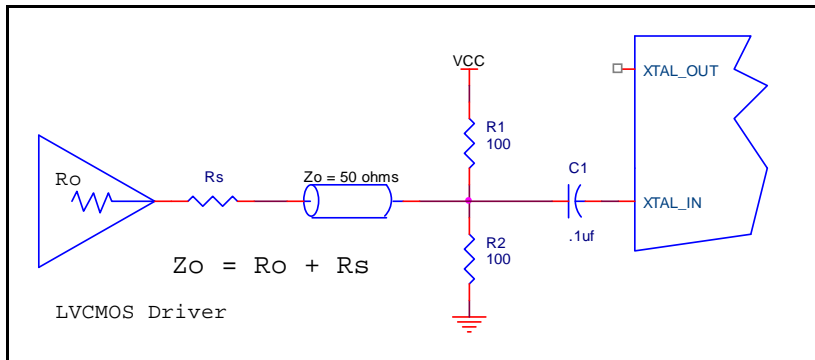 VCC
XTAL_OUT
R1
100
Ro
Rs
Zo = 50 ohms
C1
XTAL_IN
.1uf
R2
100
Zo = Ro + Rs
LVCMOS Driver